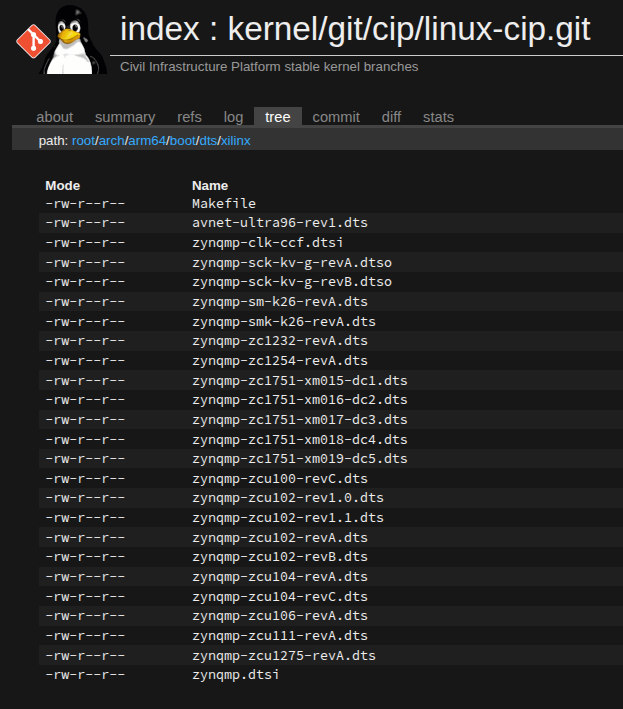 index : kernel/git/cip/linux-cip.git
Civil Infrastructure Platform stable kernel branches
about summary refs log tree commit diff stats
path: root/arch/arm64/boot/dts/xilinx
Mode Name
-rw-r--r-- Makefile
-rw-r--r-- avnet-ultra96-rev1.dts
-rw-r--r-- zynqmp-clk-ccf.dtsi
-rw-r--r-- zynqmp-sck-kv-g-revA.dtso
-rw-r--r-- zynqmp-sck-kv-g-revB.dtso
-rw-r--r-- zynqmp-sm-k26-revA.dts
-rw-r--r-- zynqmp-smk-k26-revA.dts
-rw-r--r-- zynqmp-zc1232-revA.dts
-rw-r--r-- zynqmp-zc1254-revA.dts
-rw-r--r-- zynqmp-zc1751-xm015-dc1.dts
-rw-r--r-- zynqmp-zc1751-xm016-dc2.dts
-rw-r--r-- zynqmp-zc1751-xm017-dc3.dts
-rw-r--r-- zynqmp-zc1751-xm018-dc4.dts
-rw-r--r-- zynqmp-zc1751-xm019-dc5.dts
-rw-r--r-- zynqmp-zcu100-revC.dts
-rw-r--r-- zynqmp-zcu102-rev1.0.dts
-rw-r--r-- zynqmp-zcu102-rev1.1.dts
-rw-r--r-- zynqmp-zcu102-revA.dts
-rw-r--r-- zynqmp-zcu102-revB.dts
-rw-r--r-- zynqmp-zcu104-revA.dts
-rw-r--r-- zynqmp-zcu104-revC.dts
-rw-r--r-- zynqmp-zcu106-revA.dts
-rw-r--r-- zynqmp-zcu111-revA.dts
-rw-r--r-- zynqmp-zcu1275-revA.dts
-rw-r--r-- zynqmp.dtsi